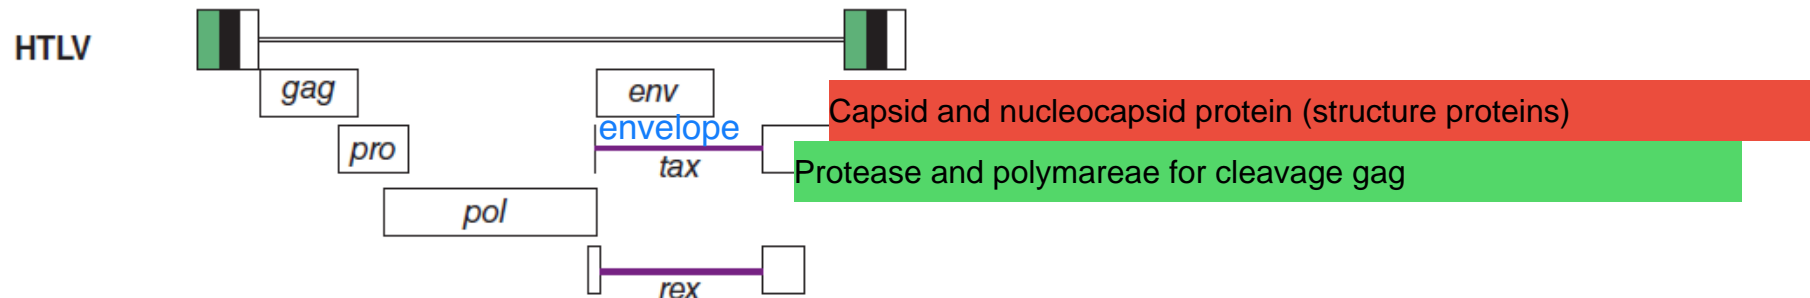 HTLV
gag
env
Capsid and nucleocapsid protein (structure proteins)
envelope
pro
tax
Protease and polymareae for cleavage gag
pol
rex